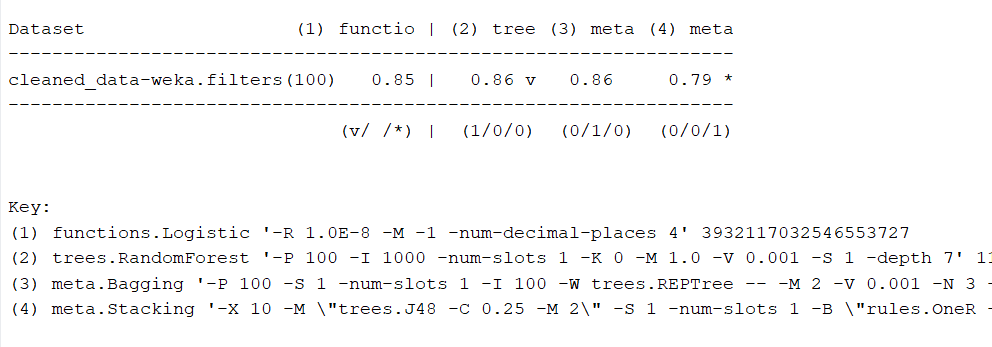 Dataset (1) functio | (2) tree (3) meta (4) meta
----------------------------------------------------------------------
cleaned_data-weka.filters(100) 0.85 | 0.86 v 0.86 0.79 *
----------------------------------------------------------------------
(v/ /*) | (1/0/0) (0/1/0) (0/0/1)
Key:
(1) functions.Logistic '-R 1.0E-8 -M -1 -num-decimal-places 4' 3932117032546553727
(2) trees.RandomForest '-P 100 -I 1000 -num-slots 1 -K 0 -M 1.0 -V 0.001 -S 1 -depth 7' 11
(3) meta.Bagging '-P 100 -S 1 -num-slots 1 -I 100 -W trees.REPTree -- -M 2 -V 0.001 -N 3 -
(4) meta.Stacking '-X 10 -M \"trees.J48 -C 0.25 -M 2\" -S 1 -num-slots 1 -B \"rules.OneR -